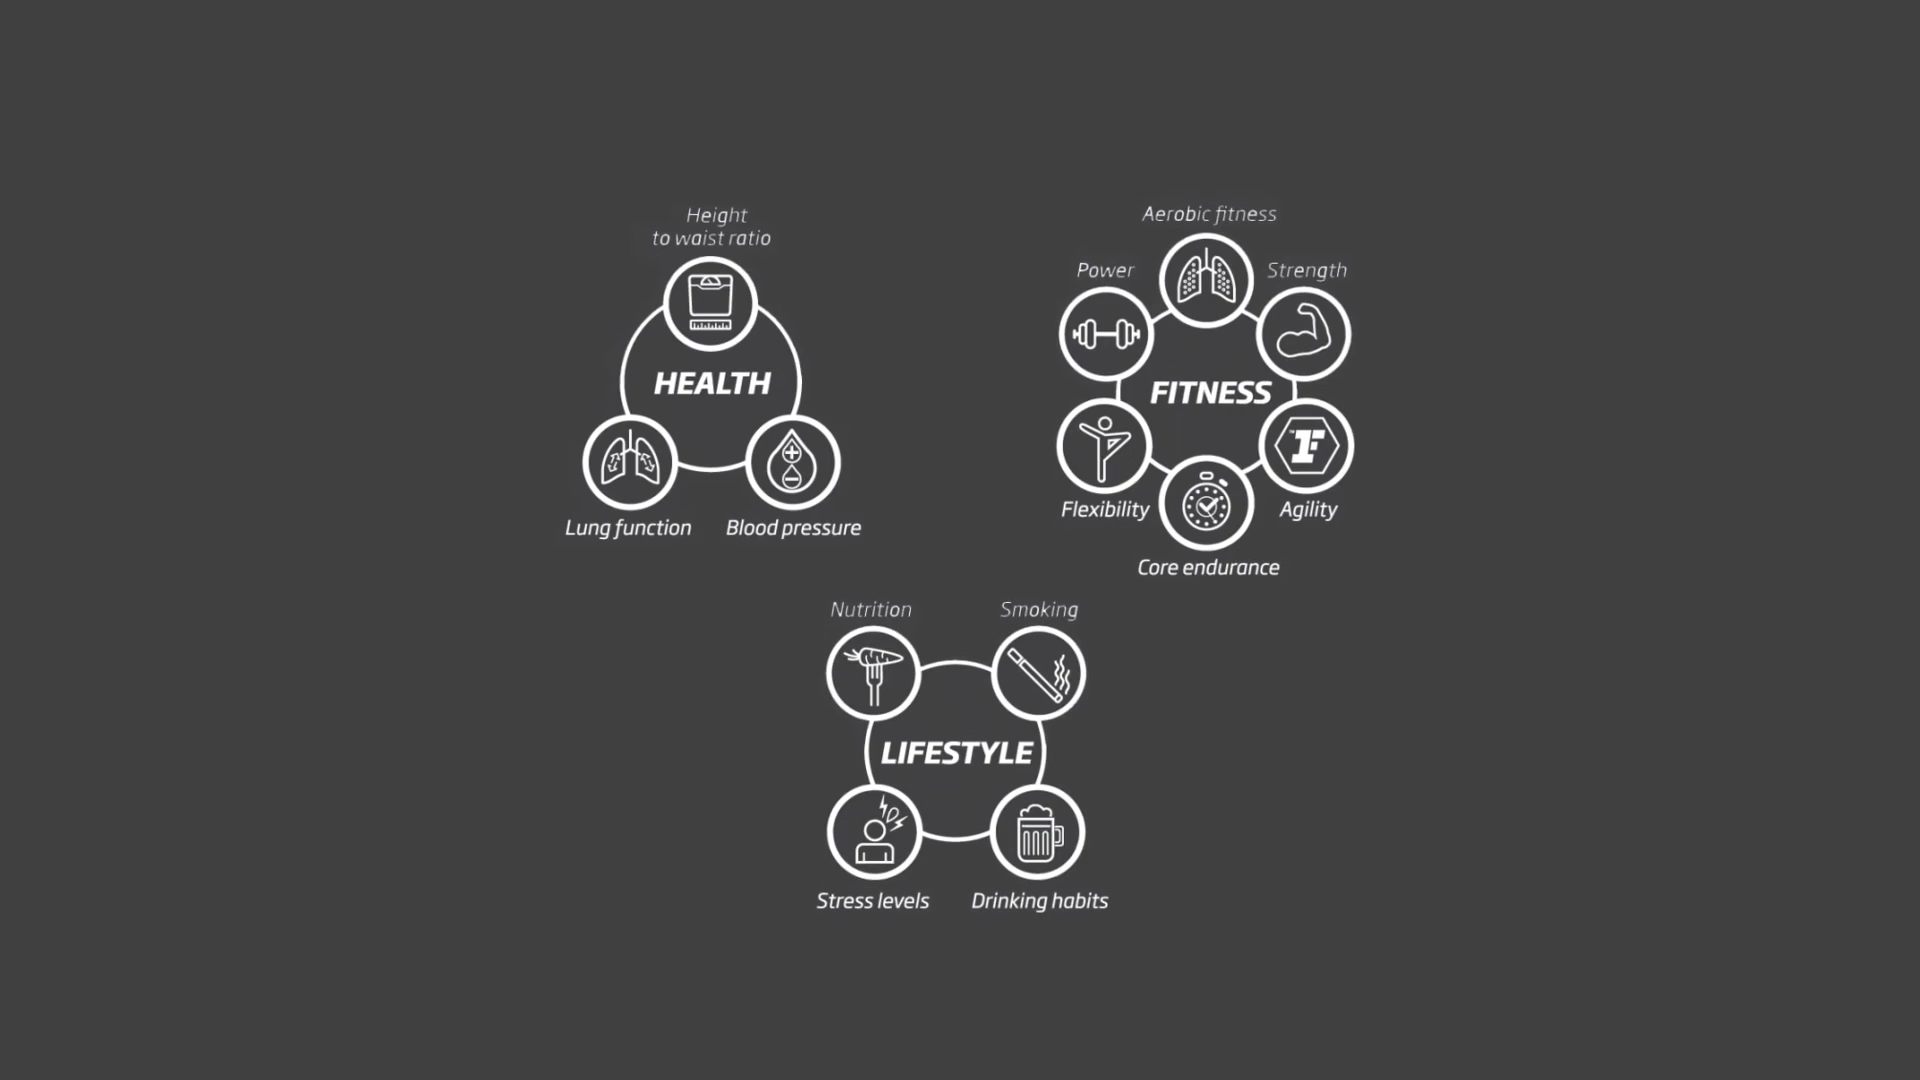 Height
to waist ratio
HEALTH
Lung function
Blood pressure
Aerobic fitness
Power
Strength
FITNESS
1F
Flexibility
Agility
Core endurance
Nutrition
Smoking
LIFESTYLE
Stress levels
Drinking habits